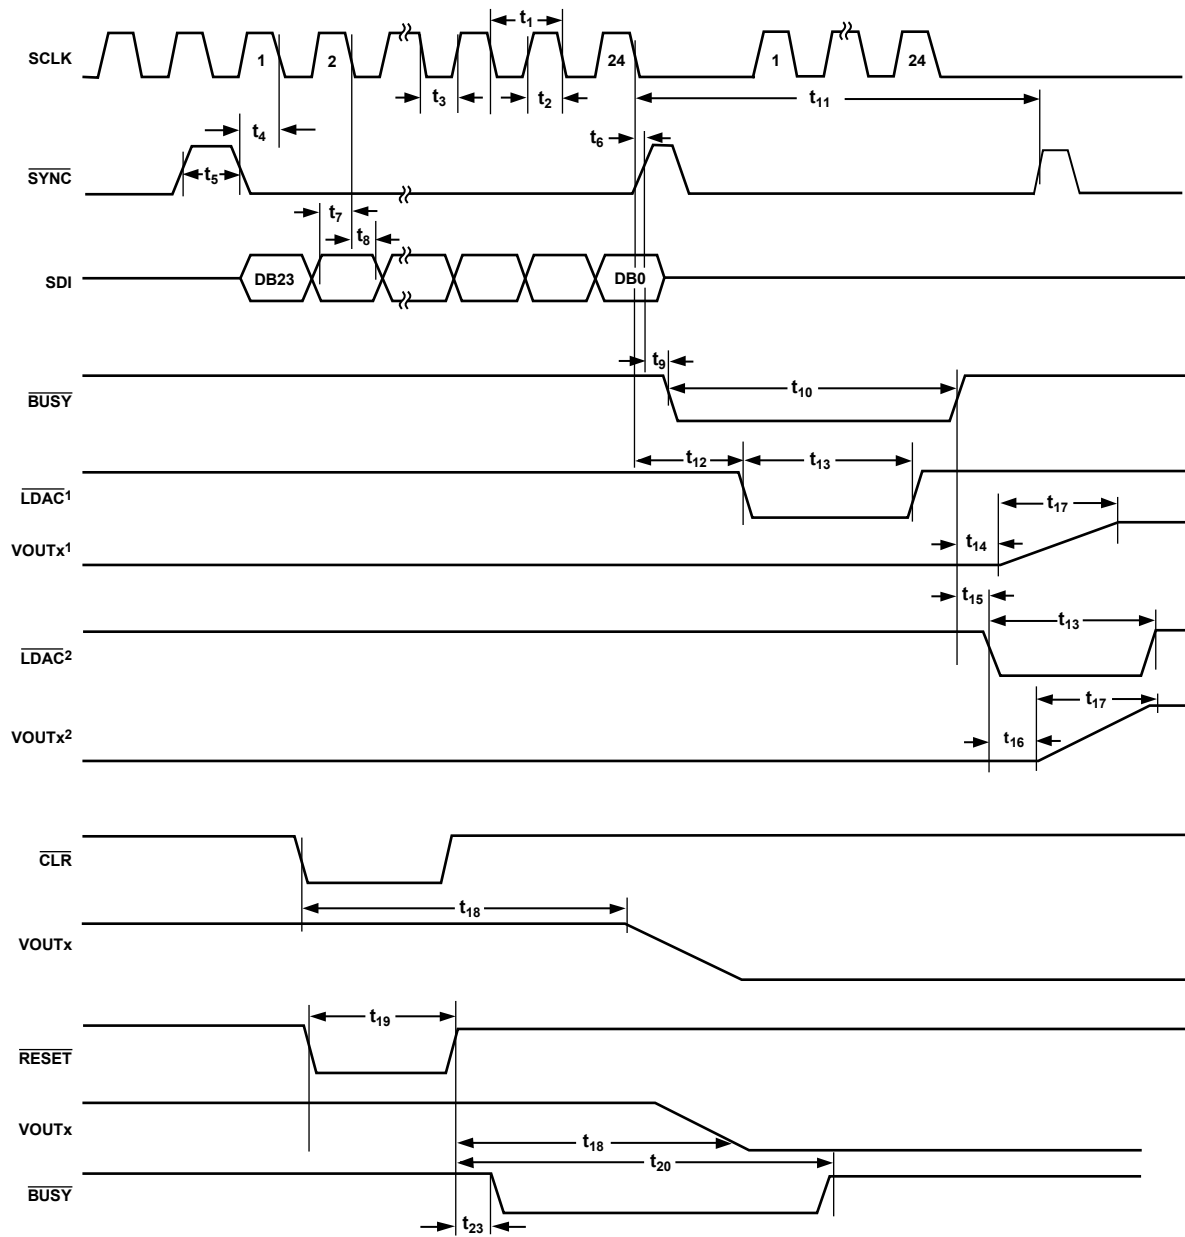 t1
SCLK 1 2 24 1 24
t3 t2
t11
t4
t6
SYNC t5
t7
t8
SDI DB23 DB0
t9
BUSY t10
t12 t13
LDAC1
t17
VOUTx1 t14
t15
t13
LDAC2
t17
VOUTx2 t16
CLR
t18
VOUTx
t19
RESET
VOUTx
t18
t20
BUSY
t23